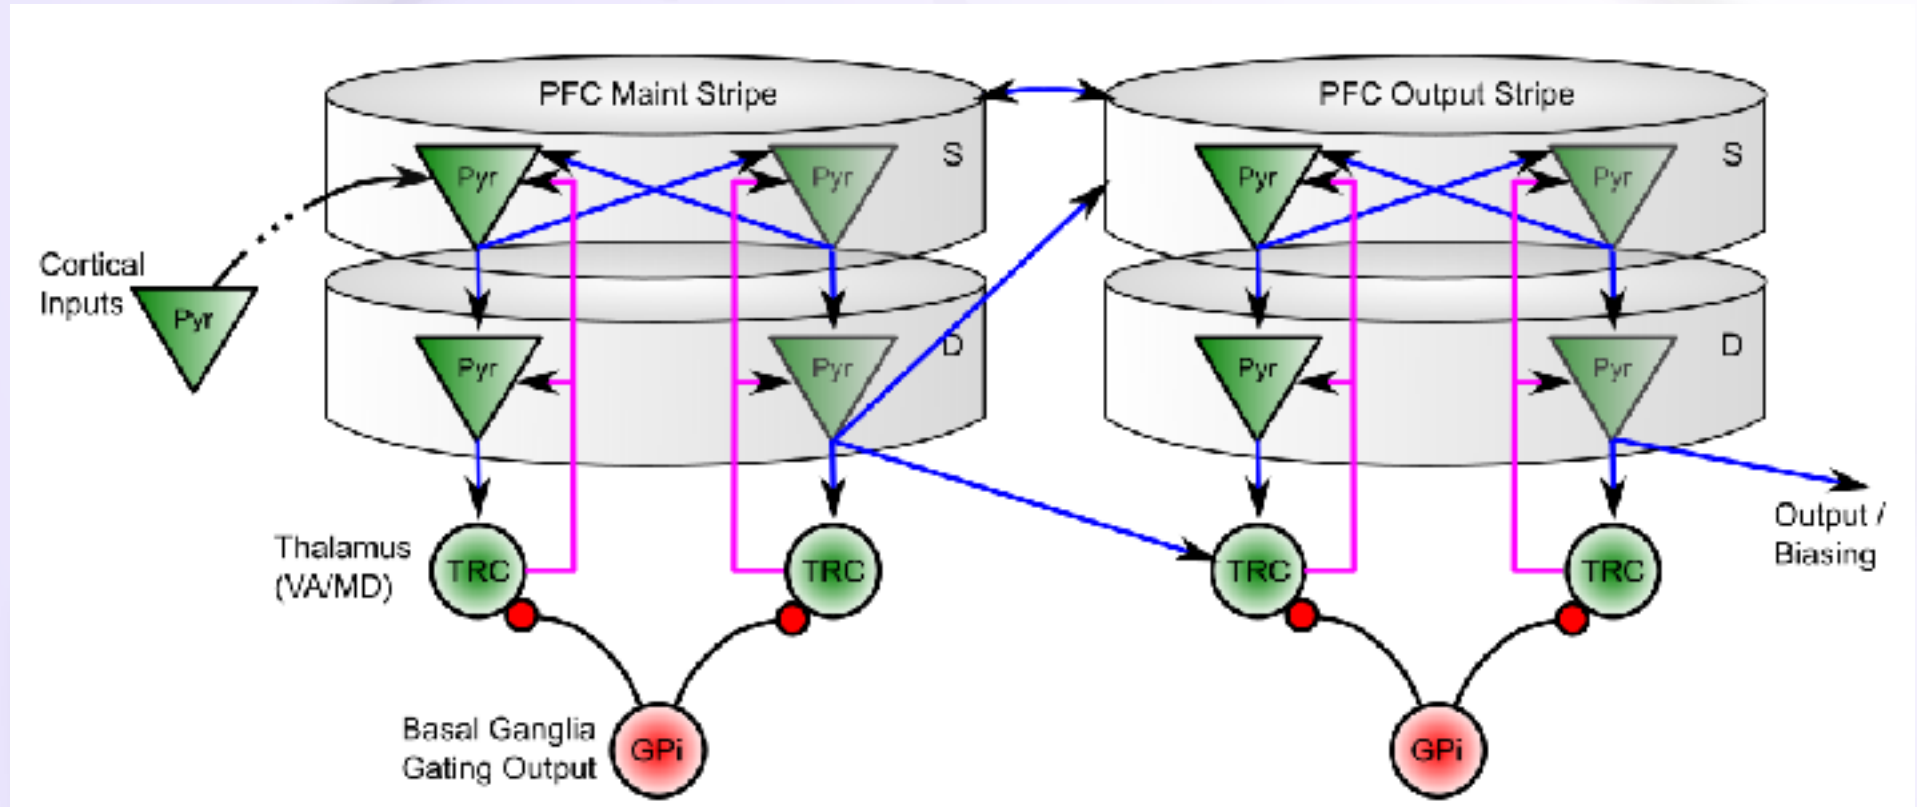 PFC Maint Stripe
PFC Output Stripe
Pyr
Pyr
S
Pyr
Pyr
S
Cortical
Inputs
Pyr
Pyr
Pyr
D
Pyr
Pyr
D
Thalamus
(VA/MD)
TRC
TRC
TRC
TRC
Output /
Biasing
Basal Ganglia
Gating Output
GPi
GPi